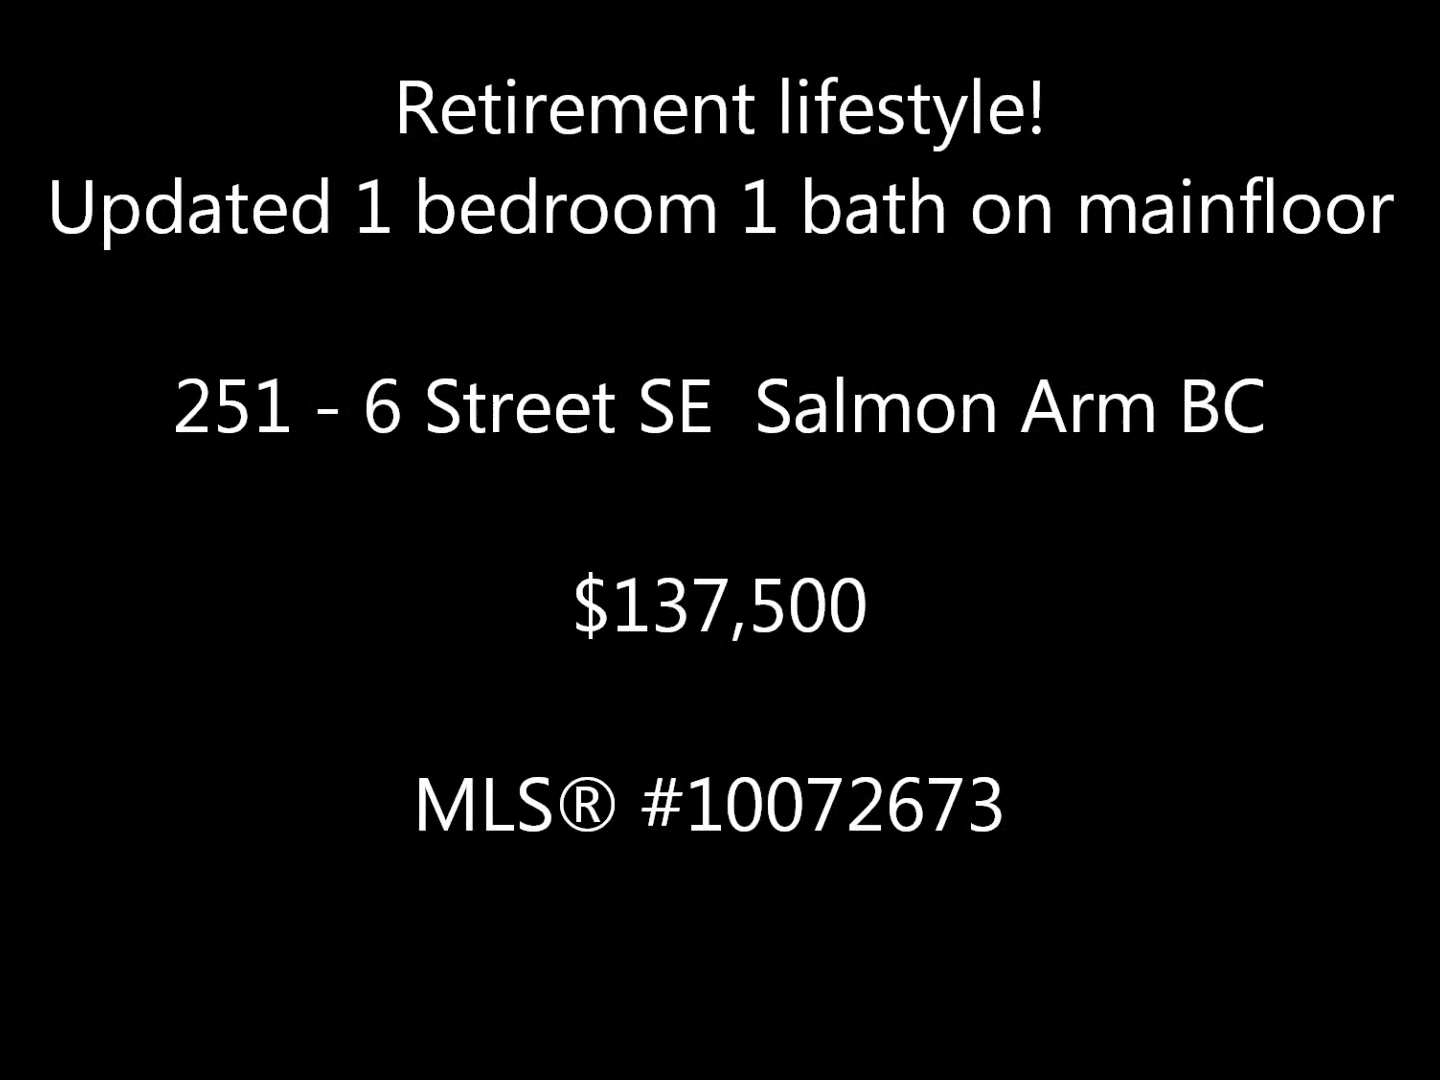 Retirement lifestyle!
Updated 1 bedroom 1 bath on mainfloor
251 - 6 Street SE  Salmon Arm BC
$137,500
MLS® #10072673